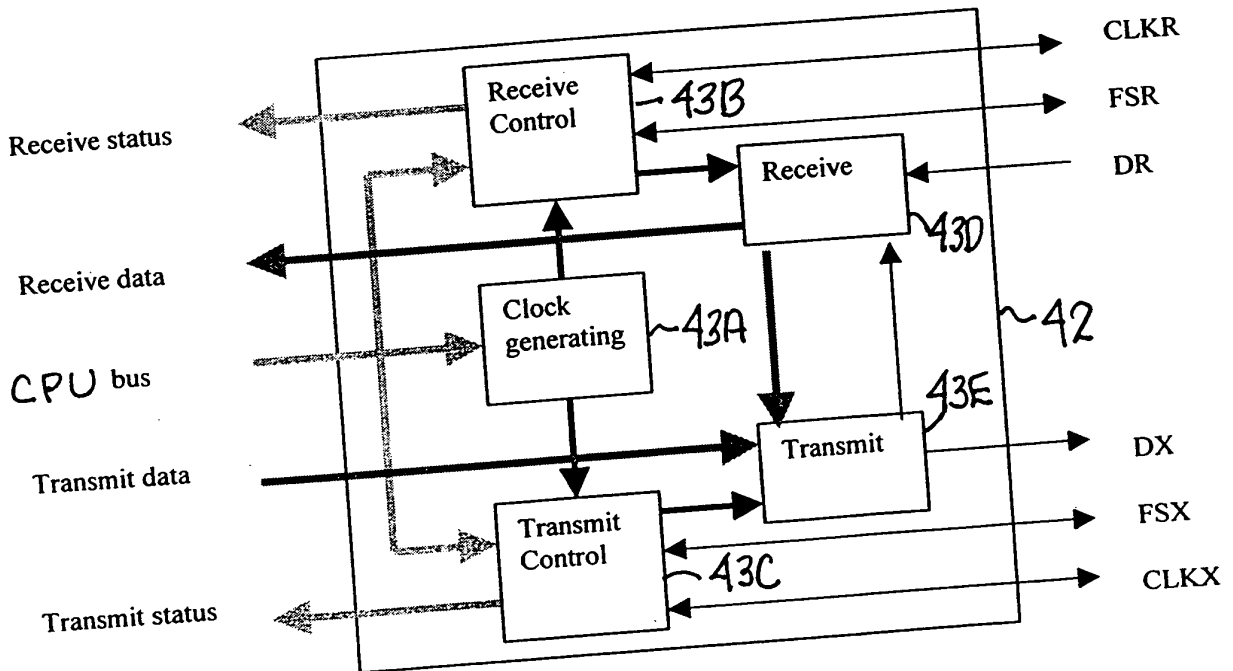 CLKR
Receive
Control
43B
FSR
Receive status
Receive
DR
43D
Receive data
Clock
generating
43A
42
CPU bus
43E
Transmit
DX
Transmit data
FSX
Transmit
Control
43C
CLKX
Transmit status